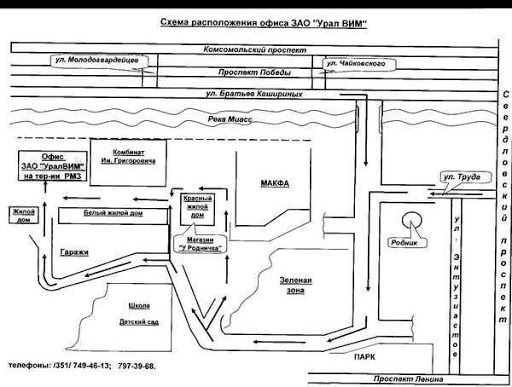 Схема расположения офиса ЗАО "Урал ВИМ"
Комсомольский проспект
ул. Молодогвардейцев
ул. Чайковского
Проспект Победы
ул. Братьев Кашириных
Свердловский проспект
Река Миасс
Офис
ЗАО "УралВИМ"
на тер-ии РМЗ
Комбинат
Им. Григоровича
МАКФА
ул. Труда
Жилой
дом
Белый жилой дом
Красный
жилой
дом
Магазин
"У Родничка"
Родник
ул. Энтузиастов
Гаражи
Зеленая
зона
Школа
Детский сад
ПАРК
телефоны: /351/ 749-46-13; 797-39-68.
Проспект Ленина